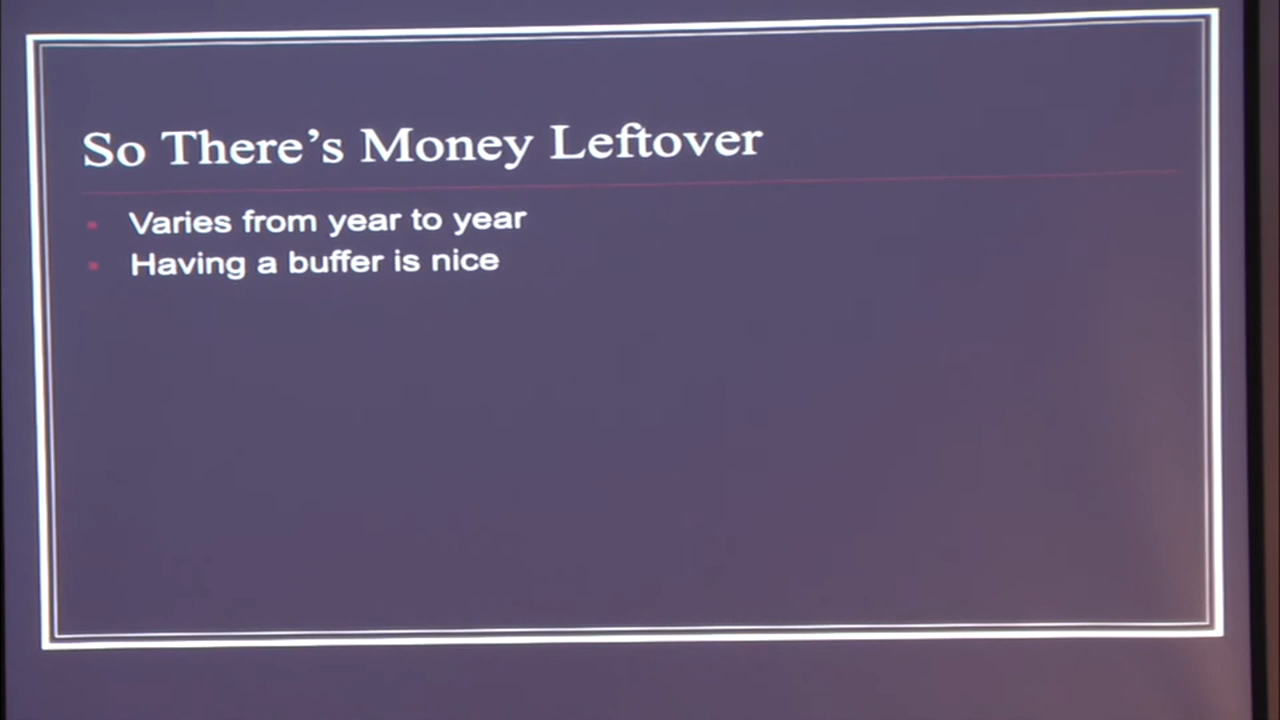 So There’s Money Leftover
Varies from year to year
Having a buffer is nice